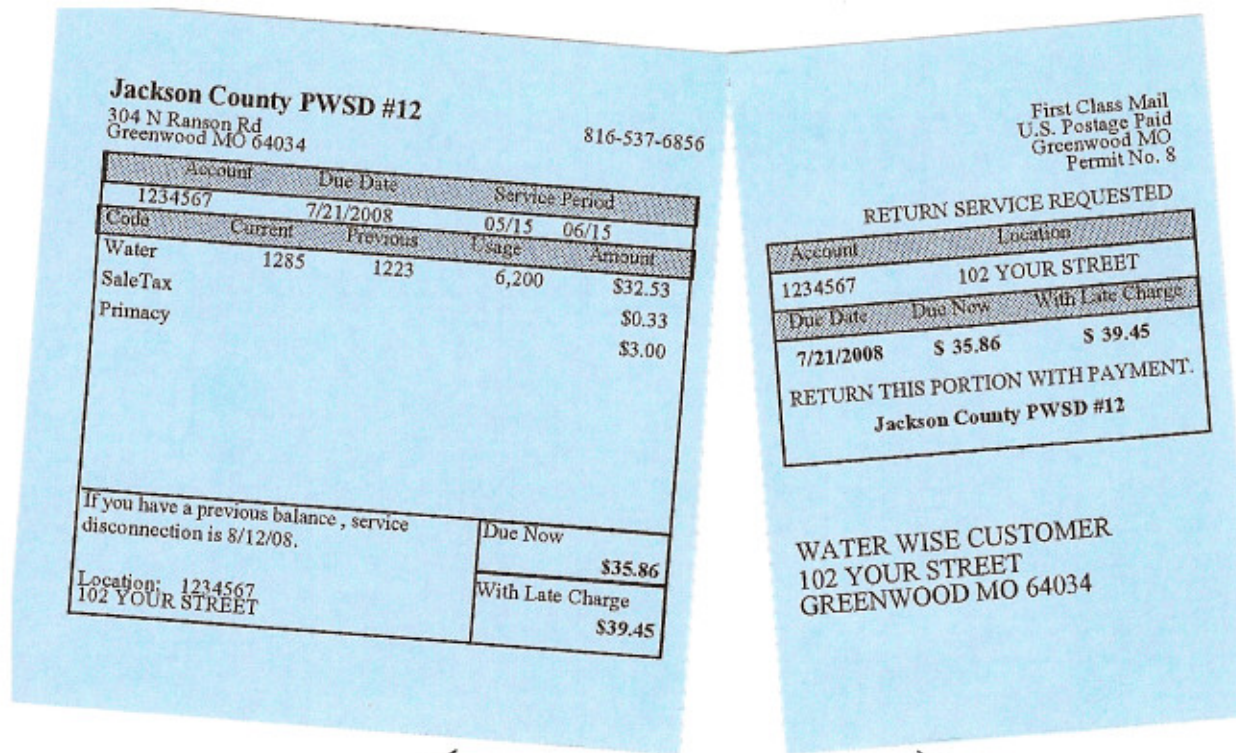 Jackson County PWSD #12
304 N Ranson Rd
Greenwood MO 64034
816-537-6856
Account Due Date Service Period
1234567 7/21/2008 05/15 06/15
Code Current Previous Usage Amount
Water 1285 1223 6,200 $32.53
SaleTax $0.33
Primacy $3.00
If you have a previous balance , service
disconnection is 8/12/08.
Location: 1234567
102 YOUR STREET
Due Now
$35.86
With Late Charge
$39.45
First Class Mail
U.S. Postage Paid
Greenwood MO
Permit No. 8
RETURN SERVICE REQUESTED
Account Location
1234567 102 YOUR STREET
Due Date Due Now With Late Charge
7/21/2008 $ 35.86 $ 39.45
RETURN THIS PORTION WITH PAYMENT.
Jackson County PWSD #12
WATER WISE CUSTOMER
102 YOUR STREET
GREENWOOD MO 64034